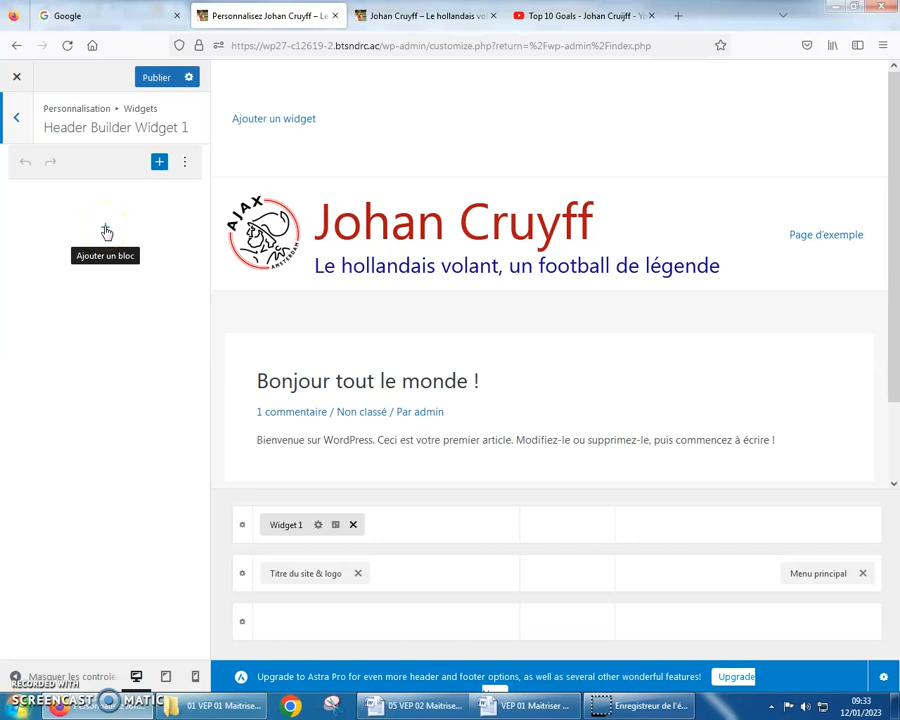 Google
Personnalisez Johan Cruyff – Le
Johan Cruyff – Le hollandais vol
Top 10 Goals - Johan Cruijff - Yo
https://wp27-c12619-2.btsndrc.ac/wp-admin/customize.php?return=%2Fwp-admin%2Findex.php
Publier
Personnalisation ▸ Widgets
Header Builder Widget 1
Ajouter un bloc
Ajouter un widget
AJAX
AMSTERDAM
Johan Cruyff
Le hollandais volant, un football de légende
Page d'exemple
Bonjour tout le monde !
1 commentaire / Non classé / Par admin
Bienvenue sur WordPress. Ceci est votre premier article. Modifiez-le ou supprimez-le, puis commencez à écrire !
Widget 1
Titre du site & logo
Menu principal
Masquer les contrôle
Upgrade to Astra Pro for even more header and footer options, as well as several other wonderful features!
Upgrade
RECORDED WITH
SCREENCAST MATIC
01 VEP 01 Maitrise...
05 VEP 02 Maitrise...
VEP 01 Maitriser ...
Enregistreur de l'é...
09:33
12/01/2023